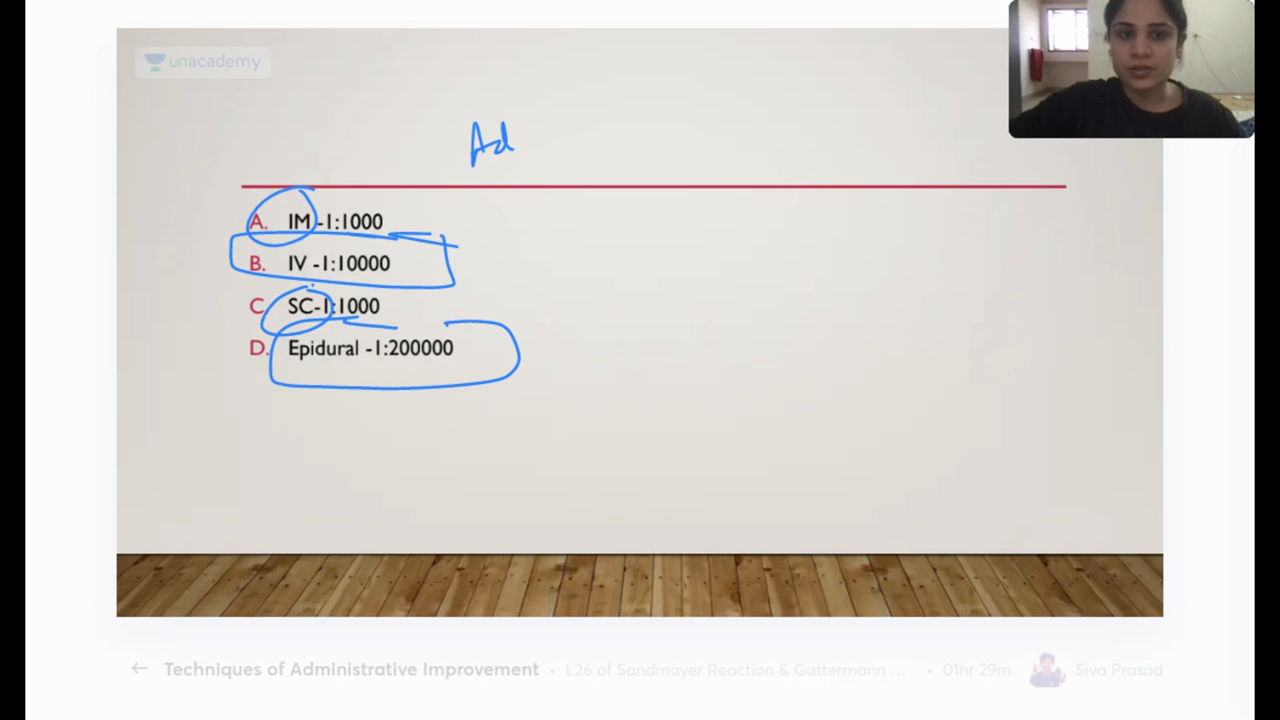 unacademy
Ad
A. IM -1:1000
B. IV -1:10000
C. SC-1:1000
D. Epidural -1:200000
← Techniques of Administrative Improvement • L26 of Sandmayer Reaction & Gattermann ... • 01hr 29m Siva Prasad